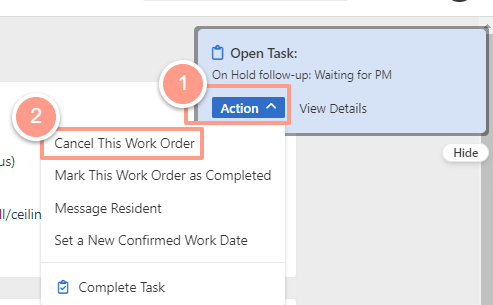 Open Task:
On Hold follow-up: Waiting for PM
1
Action View Details
2
Cancel This Work Order
Hide
us)
Mark This Work Order as Completed
Message Resident
ll/ceilin
Set a New Confirmed Work Date
Complete Task